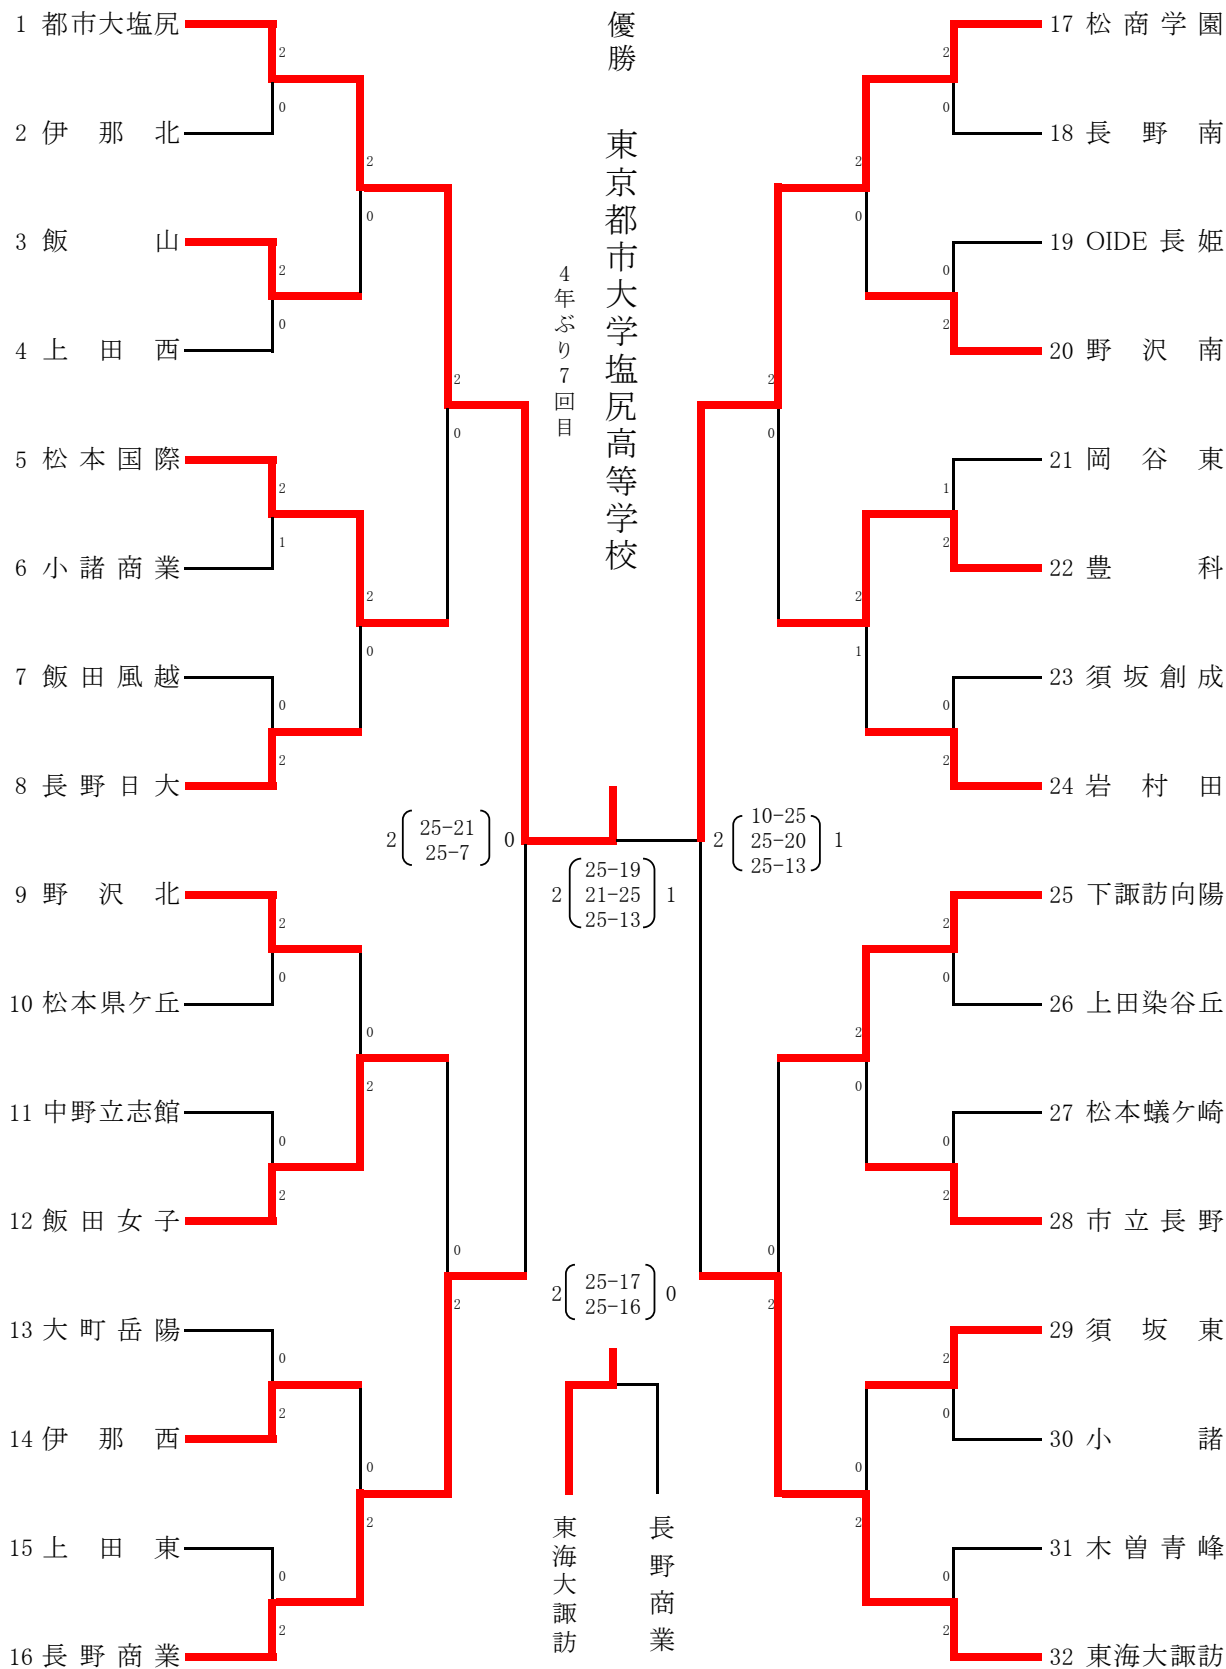 優勝 東京都市大学塩尻高等学校
4年ぶり7回目
1 都市大塩尻
2
0
2 伊那北
2
0
3 飯山
2
0
4 上田西
2
0
5 松本国際
2
1
6 小諸商業
2
0
7 飯田風越
0
2
8 長野日大
2 25-21 0
25-7
9 野沢北
2
0
10 松本県ケ丘
0
2
11 中野立志館
0
2
12 飯田女子
0
2
13 大町岳陽
0
2
14 伊那西
0
2
15 上田東
0
2
16 長野商業
25-19
2 21-25 1
25-13
2 25-17 0
25-16
東海大諏訪
長野商業
17 松商学園
2
0
18 長野南
2
0
19 OIDE長姫
0
2
20 野沢南
2
0
21 岡谷東
1
2
22 豊科
2
1
23 須坂創成
0
2
24 岩村田
10-25
2 25-20 1
25-13
25 下諏訪向陽
2
0
26 上田染谷丘
2
0
27 松本蟻ケ崎
0
2
28 市立長野
0
2
29 須坂東
2
0
30 小諸
0
2
31 木曽青峰
0
2
32 東海大諏訪